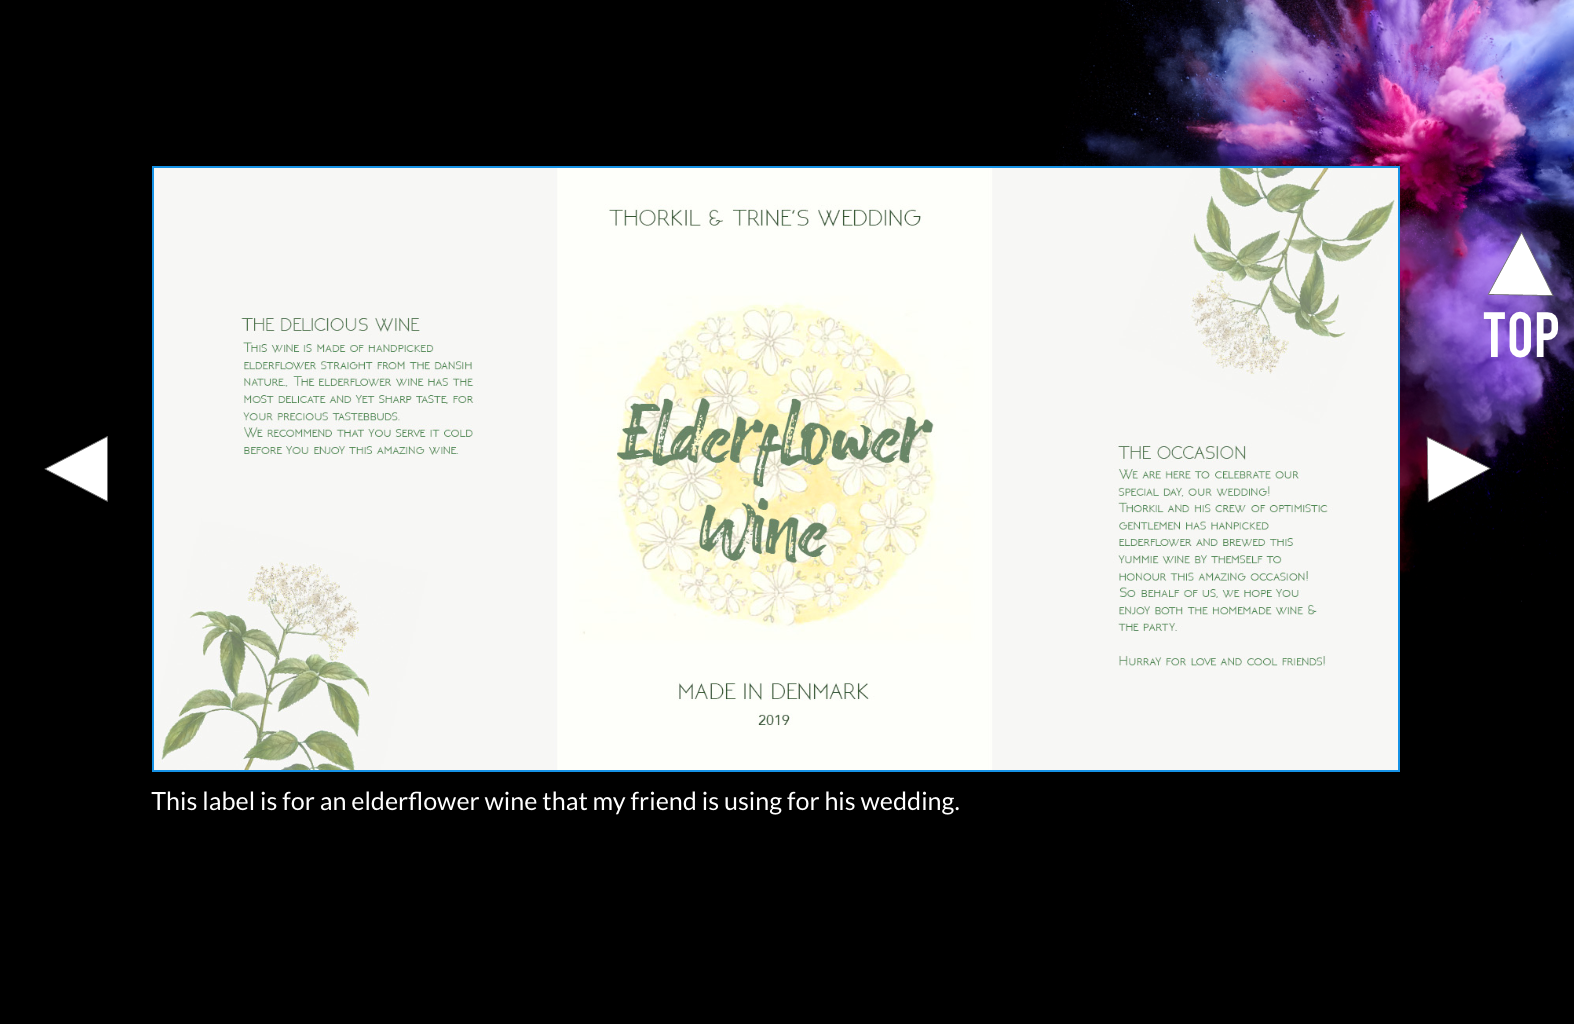 THORKIL & TRINE'S WEDDING
THE DELICIOUS WINE
THIS WINE IS MADE OF HANDPICKED
ELDERFLOWER STRAIGHT FROM THE DANSIH
NATURE., THE ELDERFLOWER WINE HAS THE
MOST DELICATE AND YET SHARP TASTE, FOR
YOUR PRECIOUS TASTEBBUDS.
WE RECOMMEND THAT YOU SERVE IT COLD
BEFORE YOU ENJOY THIS AMAZING WINE.
Elderflower
wine
MADE IN DENMARK
2019
THE OCCASION
WE ARE HERE TO CELEBRATE OUR
SPECIAL DAY, OUR WEDDING!
THORKIL AND HIS CREW OF OPTIMISTIC
GENTLEMEN HAS HANPICKED
ELDERFLOWER AND BREWED THIS
YUMMIE WINE BY THEMSELF TO
HONOUR THIS AMAZING OCCASION!
SO BEHALF OF US, WE HOPE YOU
ENJOY BOTH THE HOMEMADE WINE &
THE PARTY.
HURRAY FOR LOVE AND COOL FRIENDS!
TOP
This label is for an elderflower wine that my friend is using for his wedding.